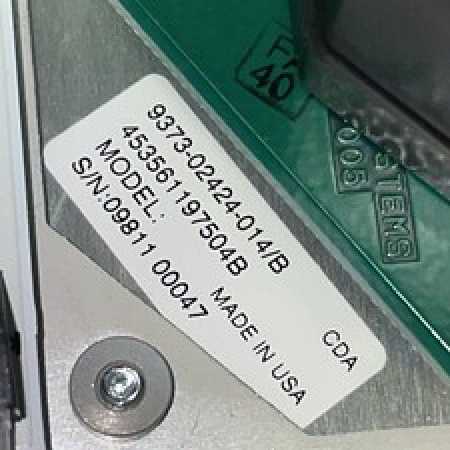 9373-02424-014/B
453561197504B
MODEL:
S/N:09811 00047
MADE IN USA
CDA
40
005
STEMS